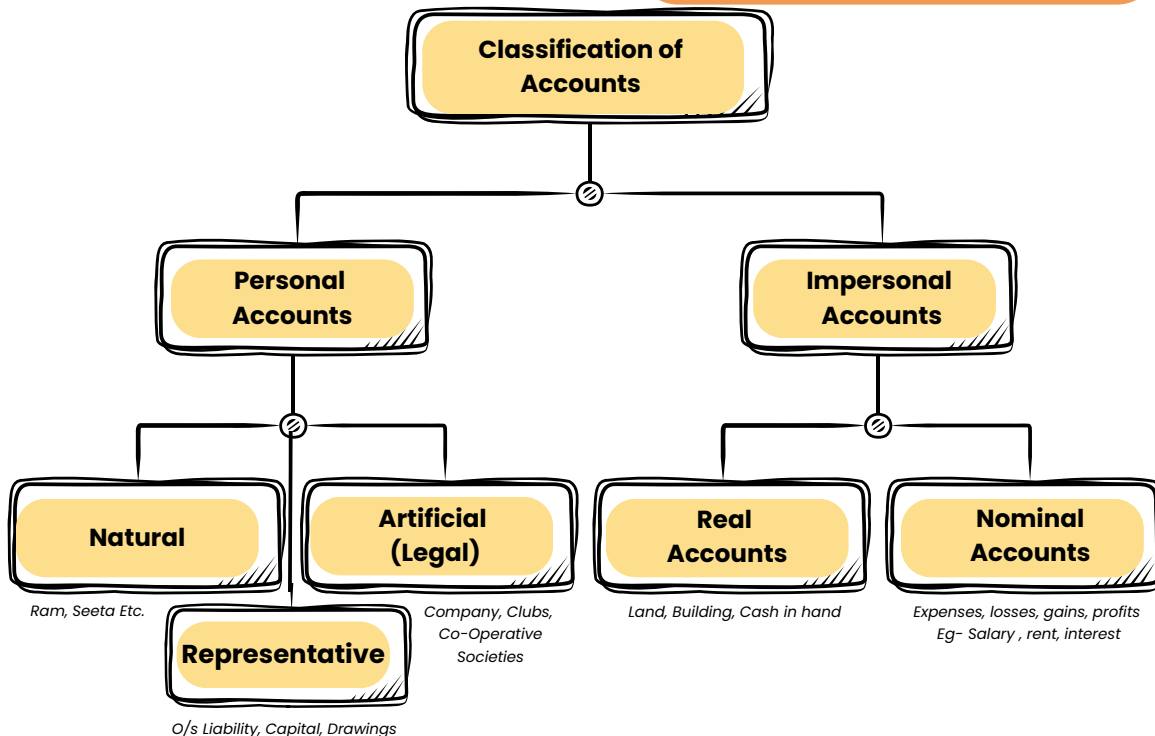 Classification of
Accounts
Personal
Accounts
Impersonal
Accounts
Natural
Ram, Seeta Etc.
Representative
O/s Liability, Capital, Drawings
Artificial
(Legal)
Company, Clubs,
Co-Operative
Societies
Real
Accounts
Land, Building, Cash in hand
Nominal
Accounts
Expenses, losses, gains, profits
Eg- Salary , rent, interest